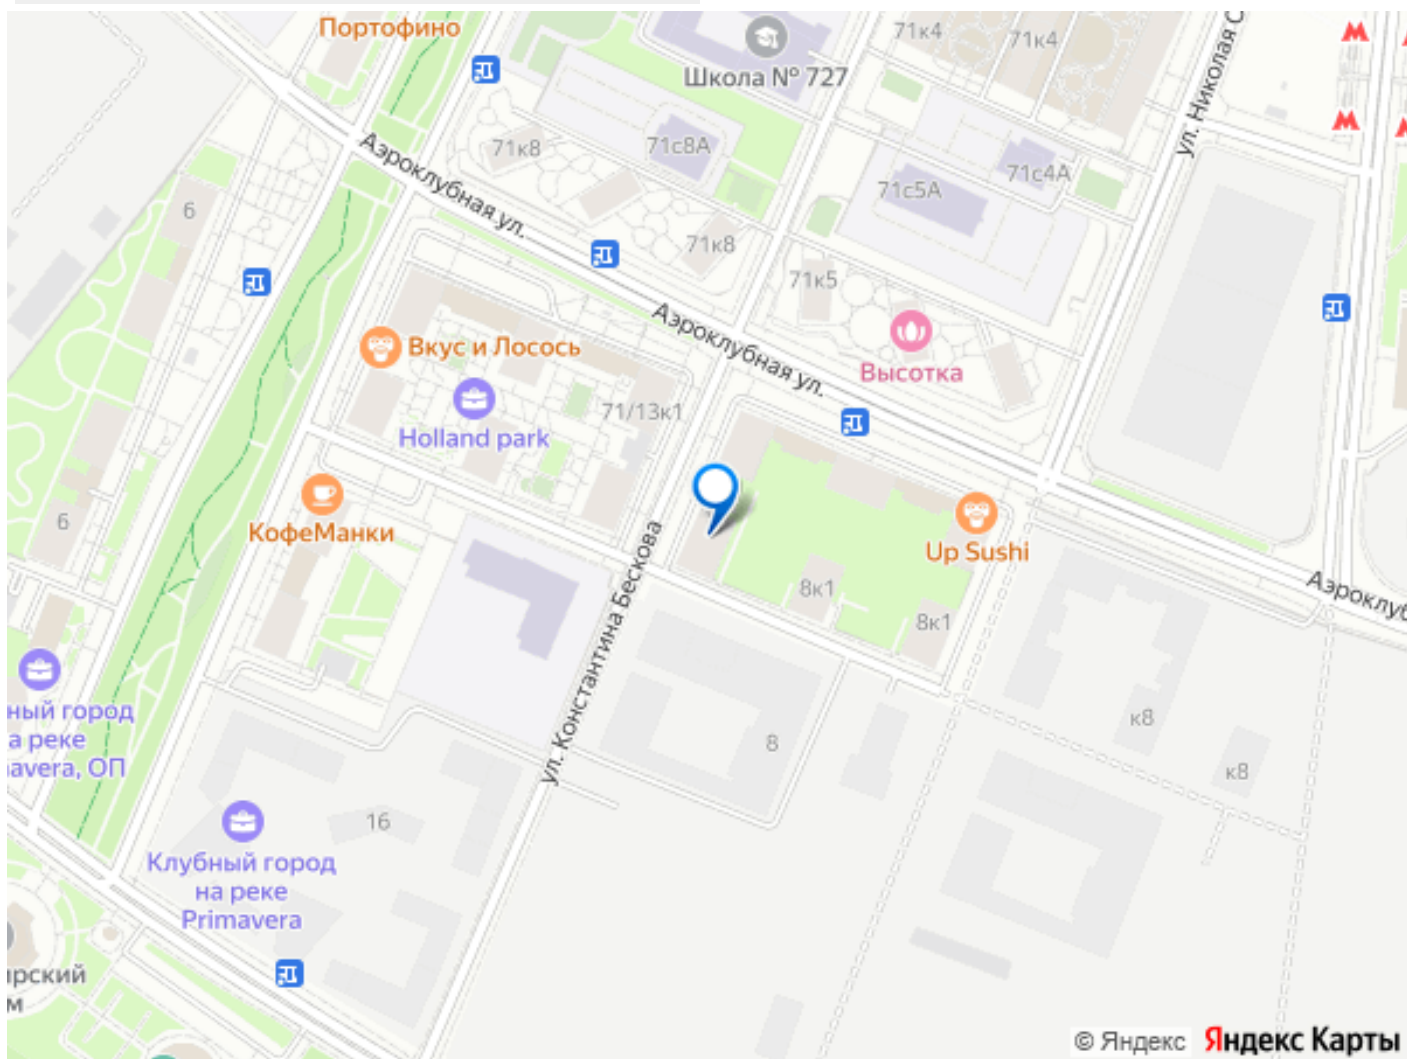 Портофино
71к4
71к4
ул. Николая С
Школа № 727
Аэроклубная ул.
71к8
71с8А
71с4А
71с5А
6
71к8
71к5
Аэроклубная ул.
Вкус и Лосось
Высотка
71/13к1
Holland park
6
КофеМанки
Up Sushi
ул. Константина Бескова
8к1
8к1
Аэроклуб
ный город
а реке
avera, ОП
8
к8
к8
16
Клубный город
на реке
Primavera
ирский
м
© Яндекс
Яндекс Карты